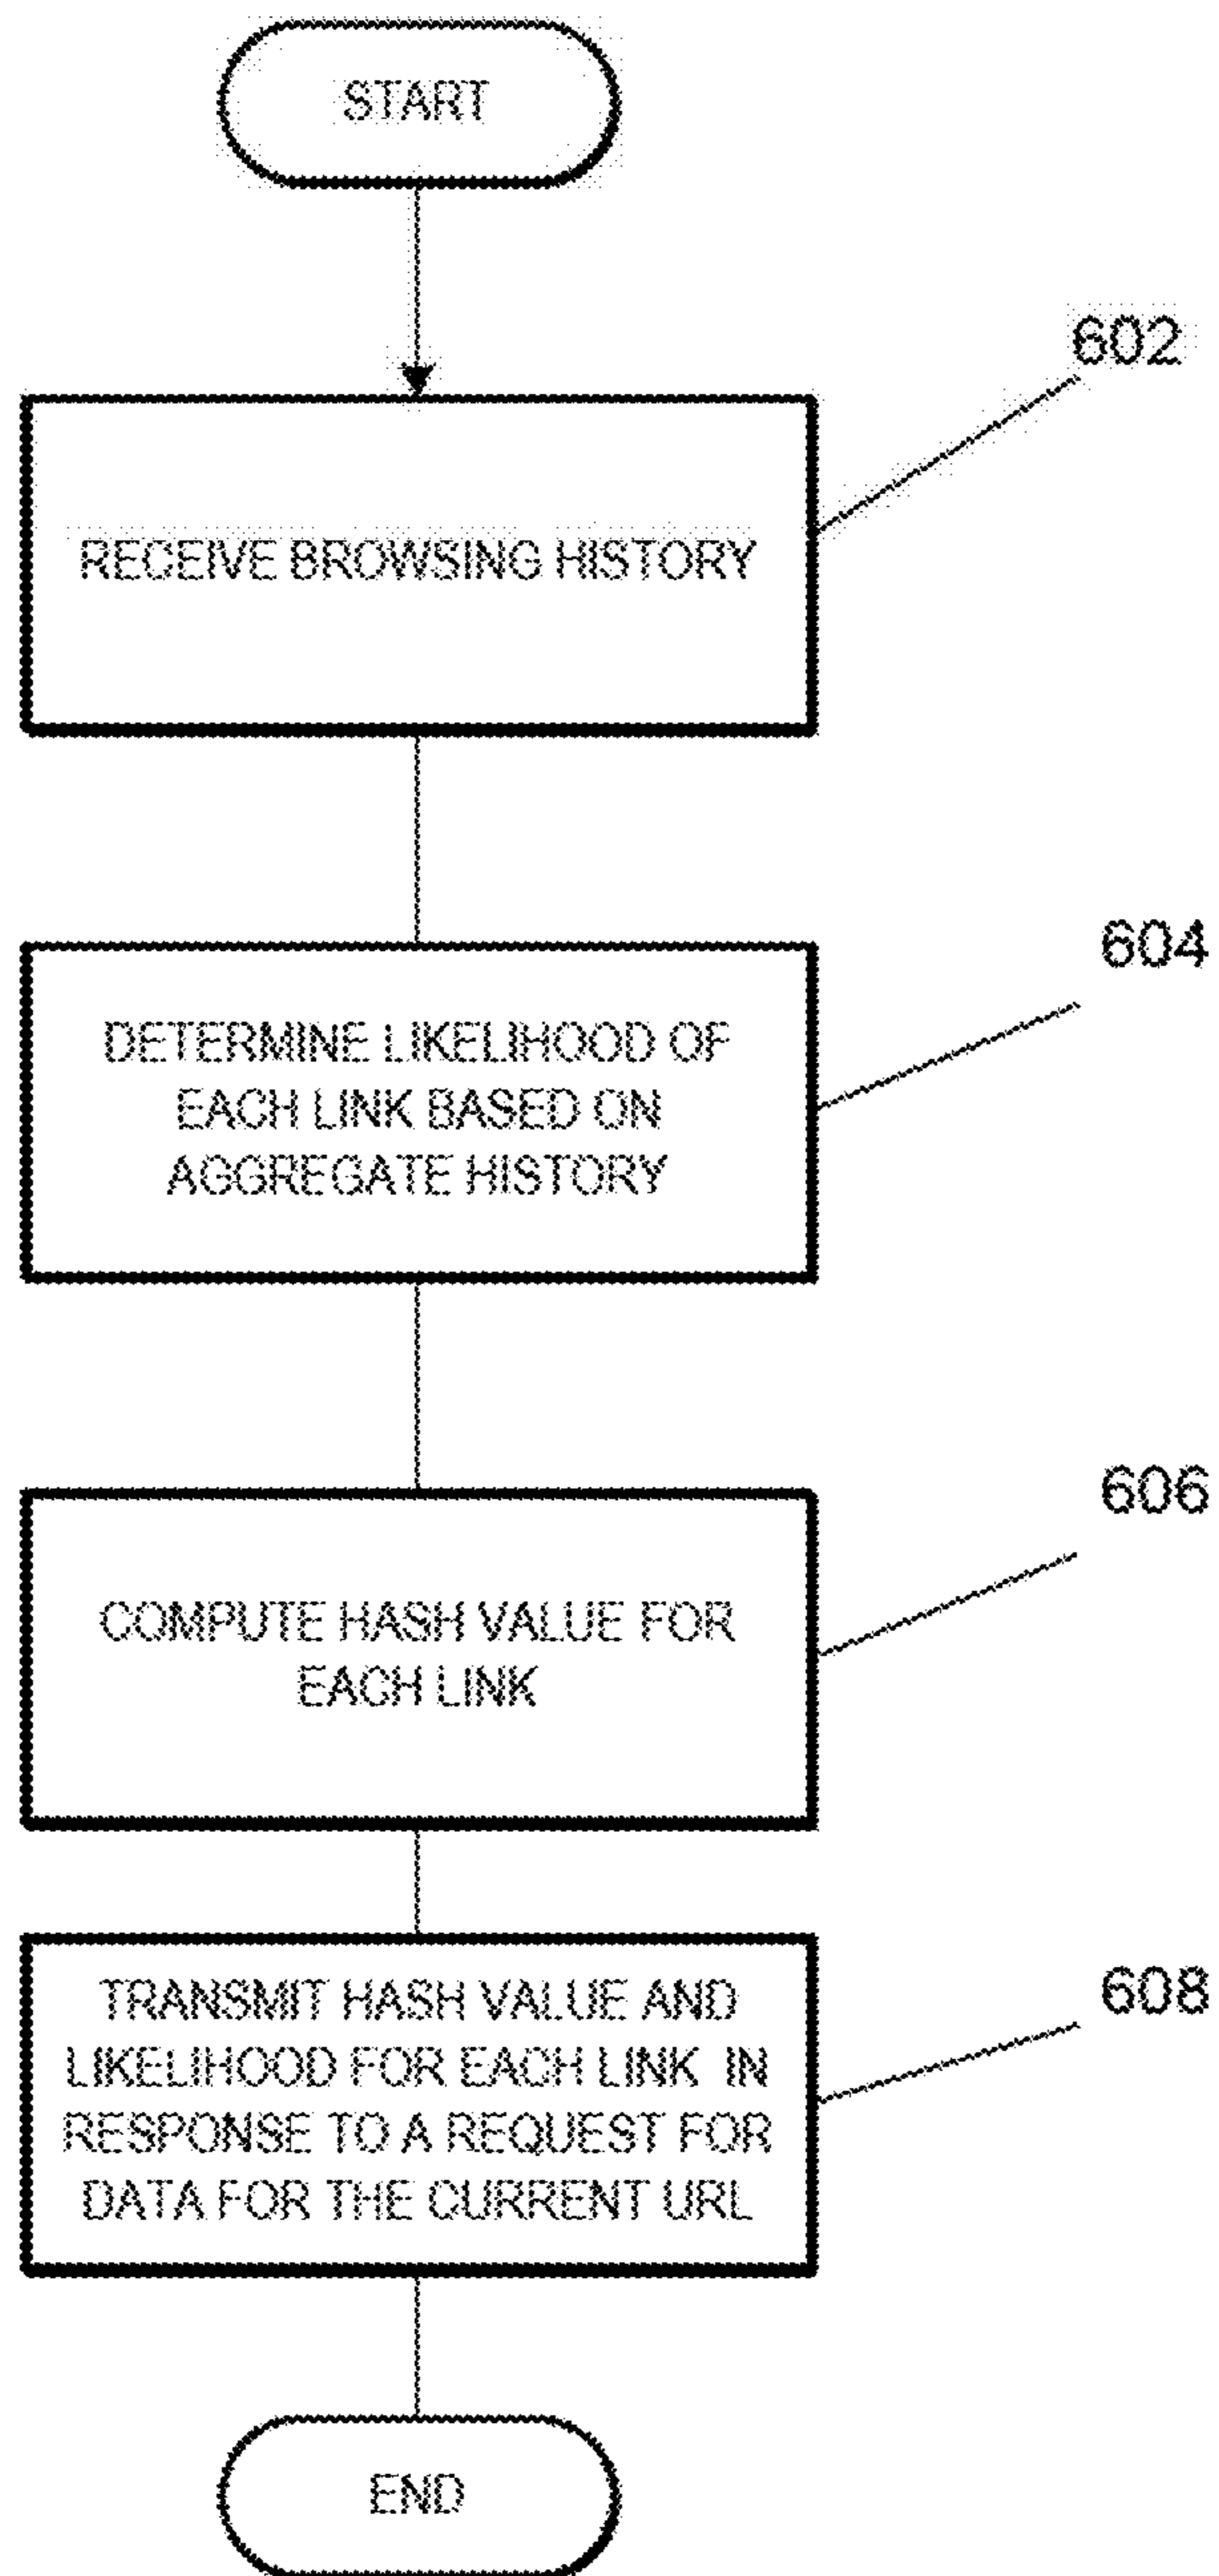 START
602
RECEIVE BROWSING HISTORY
604
DETERMINE LIKELIHOOD OF
EACH LINK BASED ON
AGGREGATE HISTORY
606
COMPUTE HASH VALUE FOR
EACH LINK
608
TRANSMIT HASH VALUE AND
LIKELIHOOD FOR EACH LINK IN
RESPONSE TO A REQUEST FOR
DATA FOR THE CURRENT URL
END